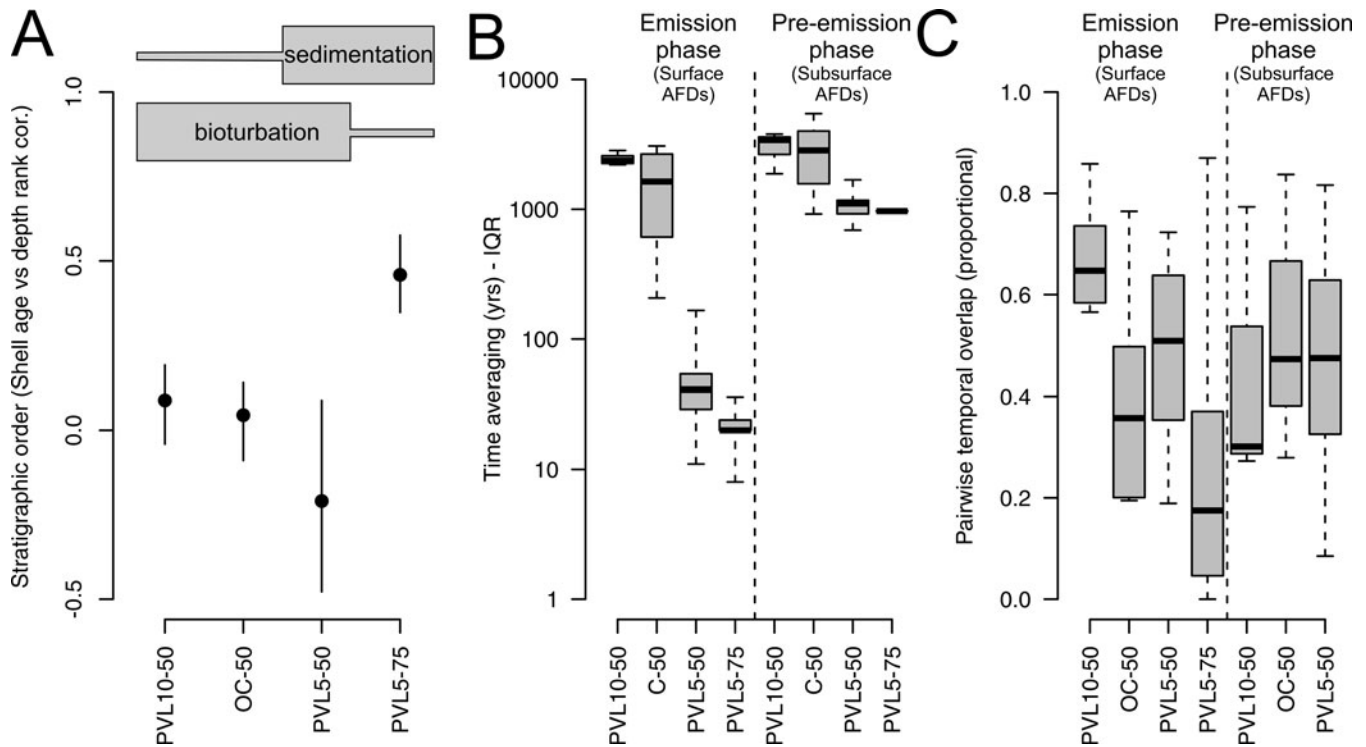 A
sedimentation
bioturbation
Stratigraphic order (Shell age vs depth rank cor.)
1.0
0.5
0.0
-0.5
PVL10-50
OC-50
PVL5-50
PVL5-75
B
Emission
phase
(Surface
AFDs)
Pre-emission
phase
(Subsurface
AFDs)
Time averaging (yrs) - IQR
10000
1000
100
10
1
PVL10-50
C-50
PVL5-50
PVL5-75
PVL10-50
C-50
PVL5-50
PVL5-75
C
Emission
phase
(Surface
AFDs)
Pre-emission
phase
(Subsurface
AFDs)
Pairwise temporal overlap (proportional)
1.0
0.8
0.6
0.4
0.2
0.0
PVL10-50
OC-50
PVL5-50
PVL5-75
PVL10-50
OC-50
PVL5-50